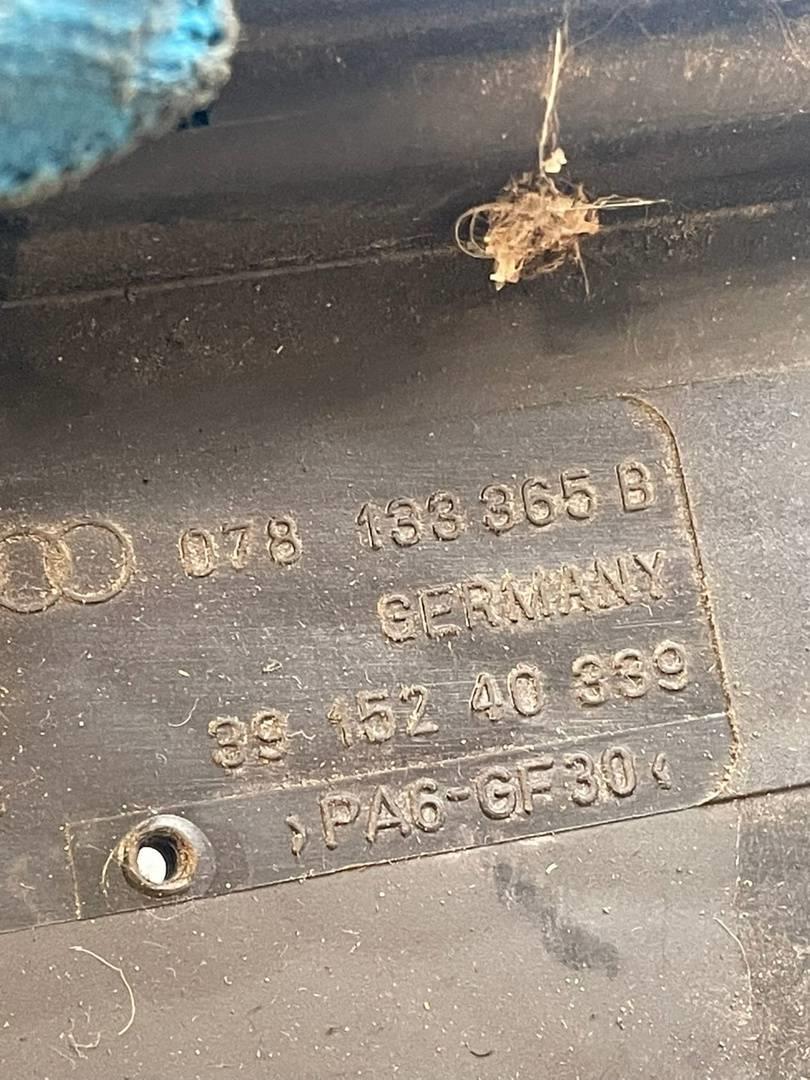 078 133 365 B
GERMANY
39 152 40 339
>PA6-GF30<